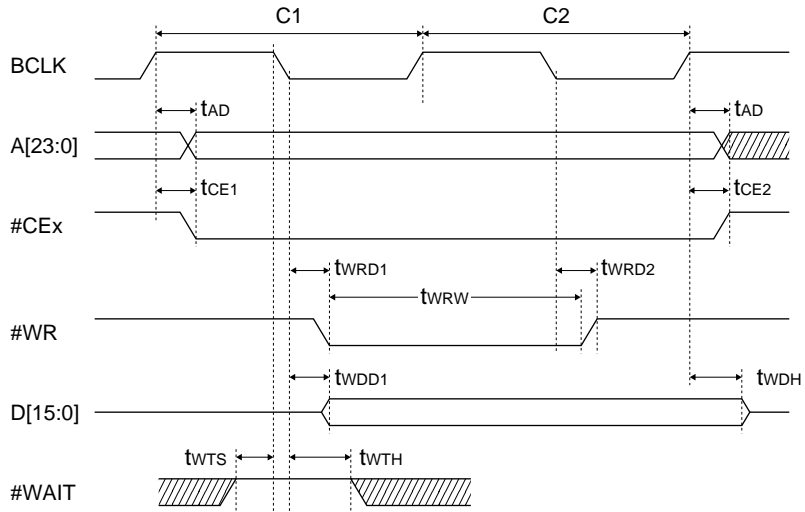 C1 C2
BCLK
tAD tAD
A[23:0]
tCE1 tCE2
#CEx
tWRD1 tWRD2
tWRW
#WR
tWDD1 tWDH
D[15:0]
tWTS tWTH
#WAIT